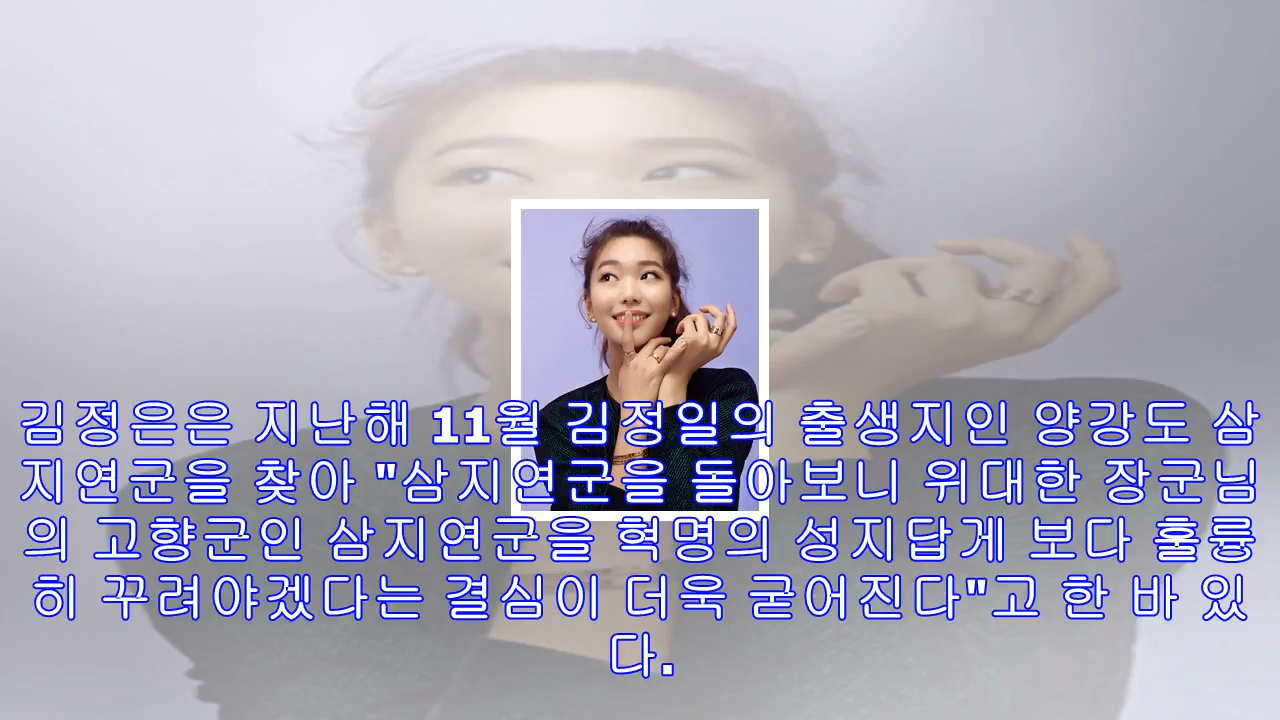 김정은은 지난해 11월 김정일의 출생지인 양강도 삼
지연군을 찾아 "삼지연군을 돌아보니 위대한 장군님
의 고향군인 삼지연군을 혁명의 성지답게 보다 훌륭
히 꾸려야겠다는 결심이 더욱 굳어진다"고 한 바 있
다.